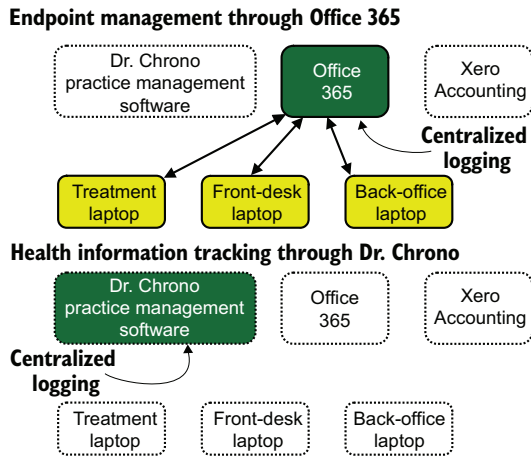 Endpoint management through Office 365
Dr. Chrono
practice management
software
Office
365
Xero
Accounting
Centralized
logging
Treatment
laptop
Front-desk
laptop
Back-office
laptop
Health information tracking through Dr. Chrono
Dr. Chrono
practice management
software
Office
365
Xero
Accounting
Centralized
logging
Treatment
laptop
Front-desk
laptop
Back-office
laptop